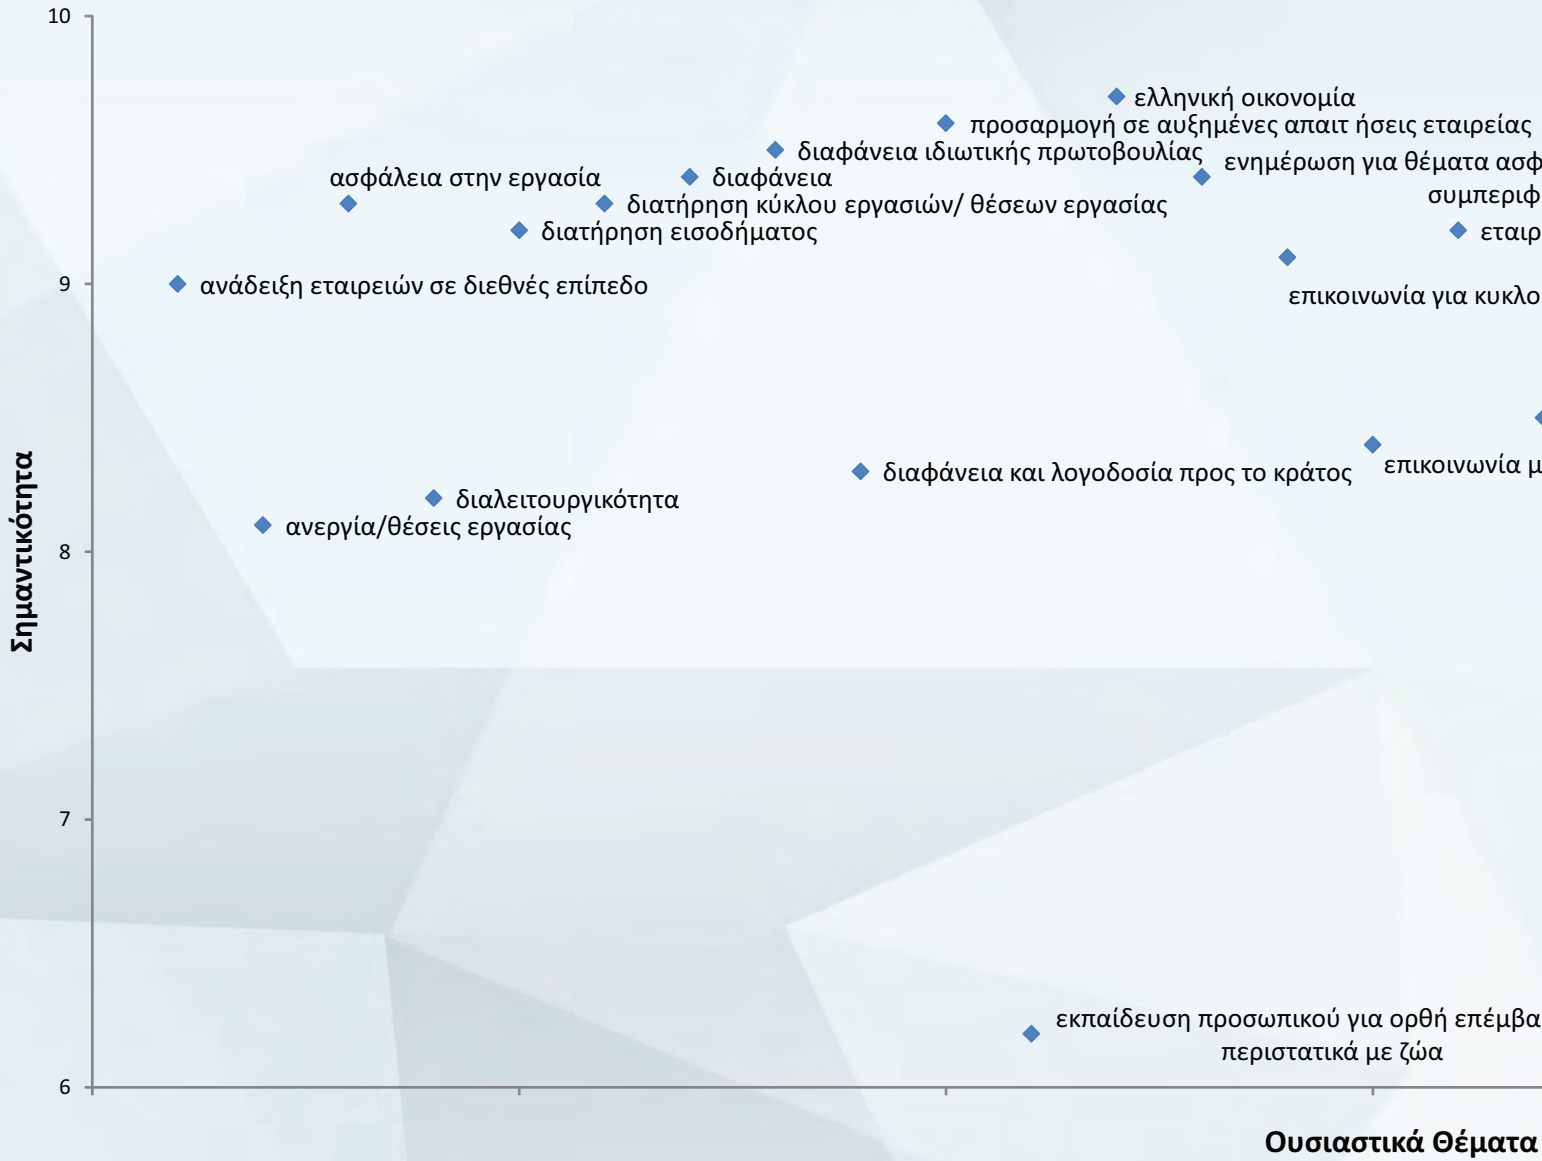 10
ελληνική οικονομία
προσαρμογή σε αυξημένες απαιτ ήσεις εταιρείας
διαφάνεια ιδιωτικής πρωτοβουλίας
ενημέρωση για θέματα ασφ
συμπεριφ
ασφάλεια στην εργασία
διαφάνεια
διατήρηση κύκλου εργασιών/ θέσεων εργασίας
διατήρηση εισοδήματος
εταιρ
9
ανάδειξη εταιρειών σε διεθνές επίπεδο
επικοινωνία για κυκλο
επικοινωνία μ
διαφάνεια και λογοδοσία προς το κράτος
διαλειτουργικότητα
ανεργία/θέσεις εργασίας
8
Σημαντικότητα
7
εκπαίδευση προσωπικού για ορθή επέμβα
περιστατικά με ζώα
6
Ουσιαστικά Θέματα